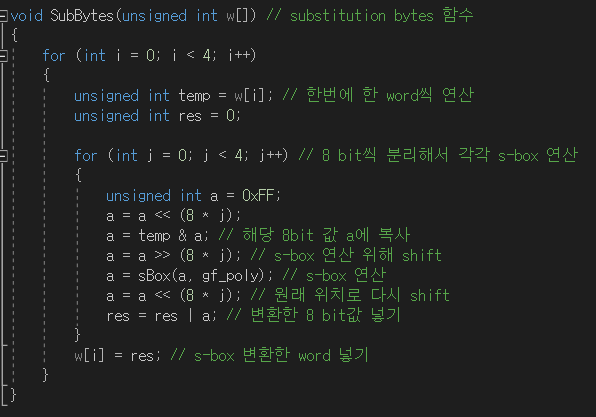 void SubBytes(unsigned int w[]) // substitution bytes 함수
{
for (int i = 0; i < 4; i++)
{
unsigned int temp = w[i]; // 한번에 한 word씩 연산
unsigned int res = 0;
for (int j = 0; j < 4; j++) // 8 bit씩 분리해서 각각 s-box 연산
{
unsigned int a = 0xFF;
a = a << (8 * j);
a = temp & a; // 해당 8bit 값 a에 복사
a = a >> (8 * j); // s-box 연산 위해 shift
a = sBox(a, gf_poly); // s-box 연산
a = a << (8 * j); // 원래 위치로 다시 shift
res = res | a; // 변환한 8 bit값 넣기
}
w[i] = res; // s-box 변환한 word 넣기
}
}